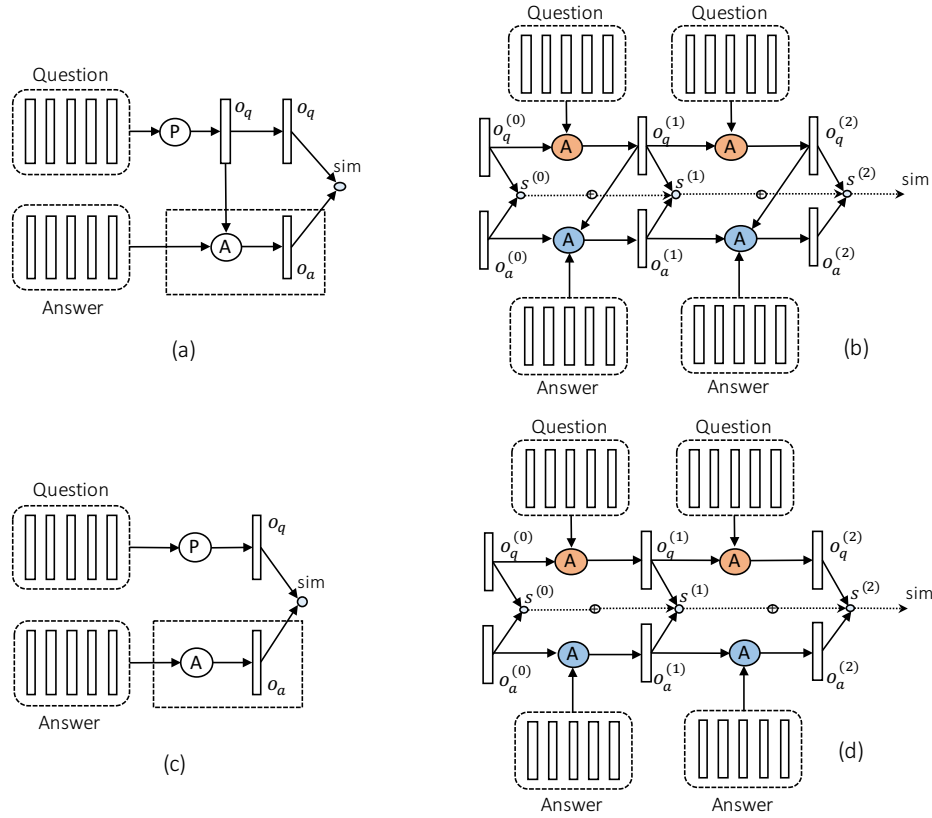 Question
P
O_q
O_q
sim
A
O_a
Answer
(a)
Question
Question
O_q^(0)
A
O_q^(1)
A
O_q^(2)
s^(0)
s^(1)
s^(2)
sim
O_a^(0)
A
O_a^(1)
A
O_a^(2)
Answer
Answer
(b)
Question
P
O_q
sim
A
O_a
Answer
(c)
Question
Question
O_q^(0)
A
O_q^(1)
A
O_q^(2)
s^(0)
s^(1)
s^(2)
sim
O_a^(0)
A
O_a^(1)
A
O_a^(2)
Answer
Answer
(d)